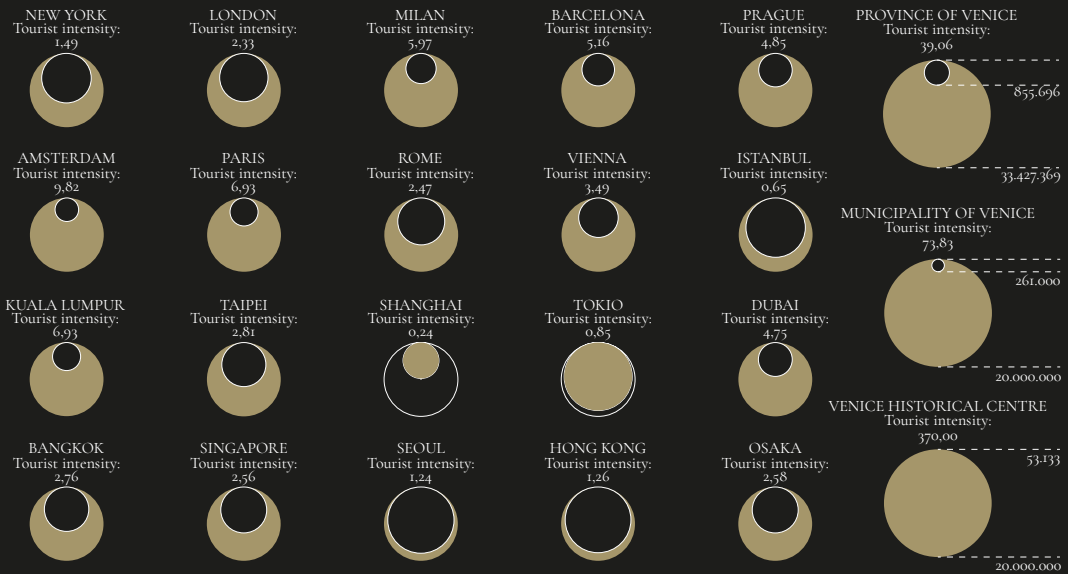 NEW YORK
Tourist intensity:
1,49
LONDON
Tourist intensity:
2,33
MILAN
Tourist intensity:
5,97
BARCELONA
Tourist intensity:
5,16
PRAGUE
Tourist intensity:
4,85
PROVINCE OF VENICE
Tourist intensity:
39,06
855.696
33.427.369
AMSTERDAM
Tourist intensity:
9,82
PARIS
Tourist intensity:
6,93
ROME
Tourist intensity:
2,47
VIENNA
Tourist intensity:
3,49
ISTANBUL
Tourist intensity:
0,65
MUNICIPALITY OF VENICE
Tourist intensity:
73,83
261.000
20.000.000
KUALA LUMPUR
Tourist intensity:
6,93
TAIPEI
Tourist intensity:
2,81
SHANGHAI
Tourist intensity:
0,24
TOKIO
Tourist intensity:
0,85
DUBAI
Tourist intensity:
4,75
VENICE HISTORICAL CENTRE
Tourist intensity:
370,00
53.133
20.000.000
BANGKOK
Tourist intensity:
2,76
SINGAPORE
Tourist intensity:
2,56
SEOUL
Tourist intensity:
1,24
HONG KONG
Tourist intensity:
1,26
OSAKA
Tourist intensity:
2,58